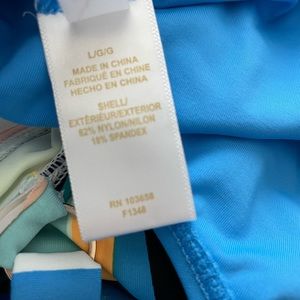 L/G/G
MADE IN CHINA
FABRIQUÉ EN CHINE
HECHO EN CHINA
SHELL/
EXTÉRIEUR/EXTERIOR
82% NYLON/NILON
18% SPANDEX
RN 103658
F1348